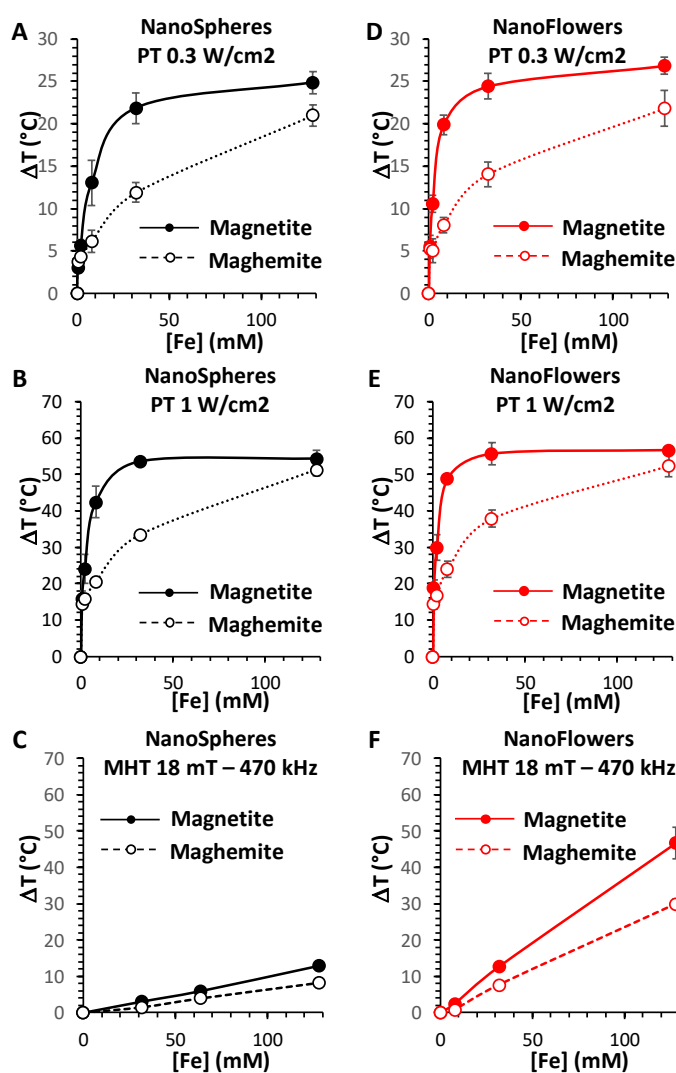 A
NanoSpheres
PT 0.3 W/cm2
30
25
20
15
10
5
0
ΔT (°C)
Magnetite
Maghemite
0
50
100
[Fe] (mM)
D
NanoFlowers
PT 0.3 W/cm2
30
25
20
15
10
5
0
ΔT (°C)
Magnetite
Maghemite
0
50
100
[Fe] (mM)
B
NanoSpheres
PT 1 W/cm2
70
60
50
40
30
20
10
0
ΔT (°C)
Magnetite
Maghemite
0
100
[Fe] (mM)
E
NanoFlowers
PT 1 W/cm2
70
60
50
40
30
20
10
0
ΔT (°C)
Magnetite
Maghemite
0
50
100
[Fe] (mM)
C
NanoSpheres
MHT 18 mT – 470 kHz
70
60
50
40
30
20
10
0
ΔT (°C)
Magnetite
Maghemite
0
50
100
[Fe] (mM)
F
NanoFlowers
MHT 18 mT – 470 kHz
70
60
50
40
30
20
10
0
ΔT (°C)
Magnetite
Maghemite
0
50
100
[Fe] (mM)